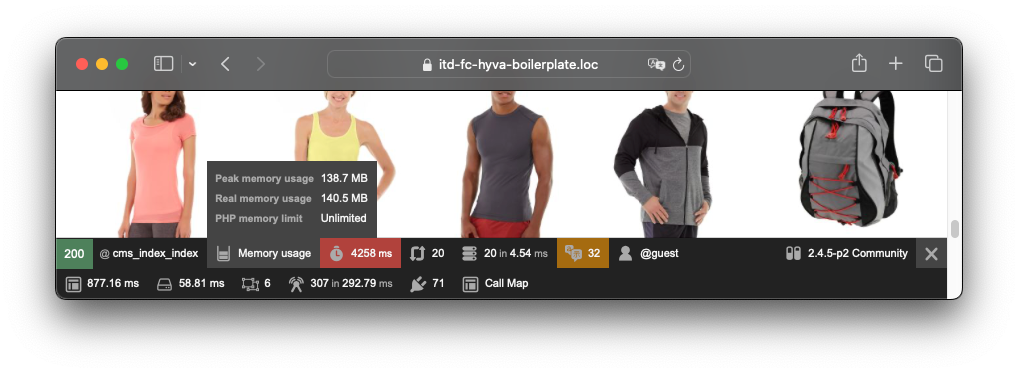 itd-fc-hyva-boilerplate.loc
Peak memory usage 138.7 MB
Real memory usage 140.5 MB
PHP memory limit Unlimited
200 @ cms_index_index Memory usage 4258 ms 20 20 in 4.54 ms 32 @guest 2.4.5-p2 Community
877.16 ms 58.81 ms 6 307 in 292.79 ms 71 Call Map